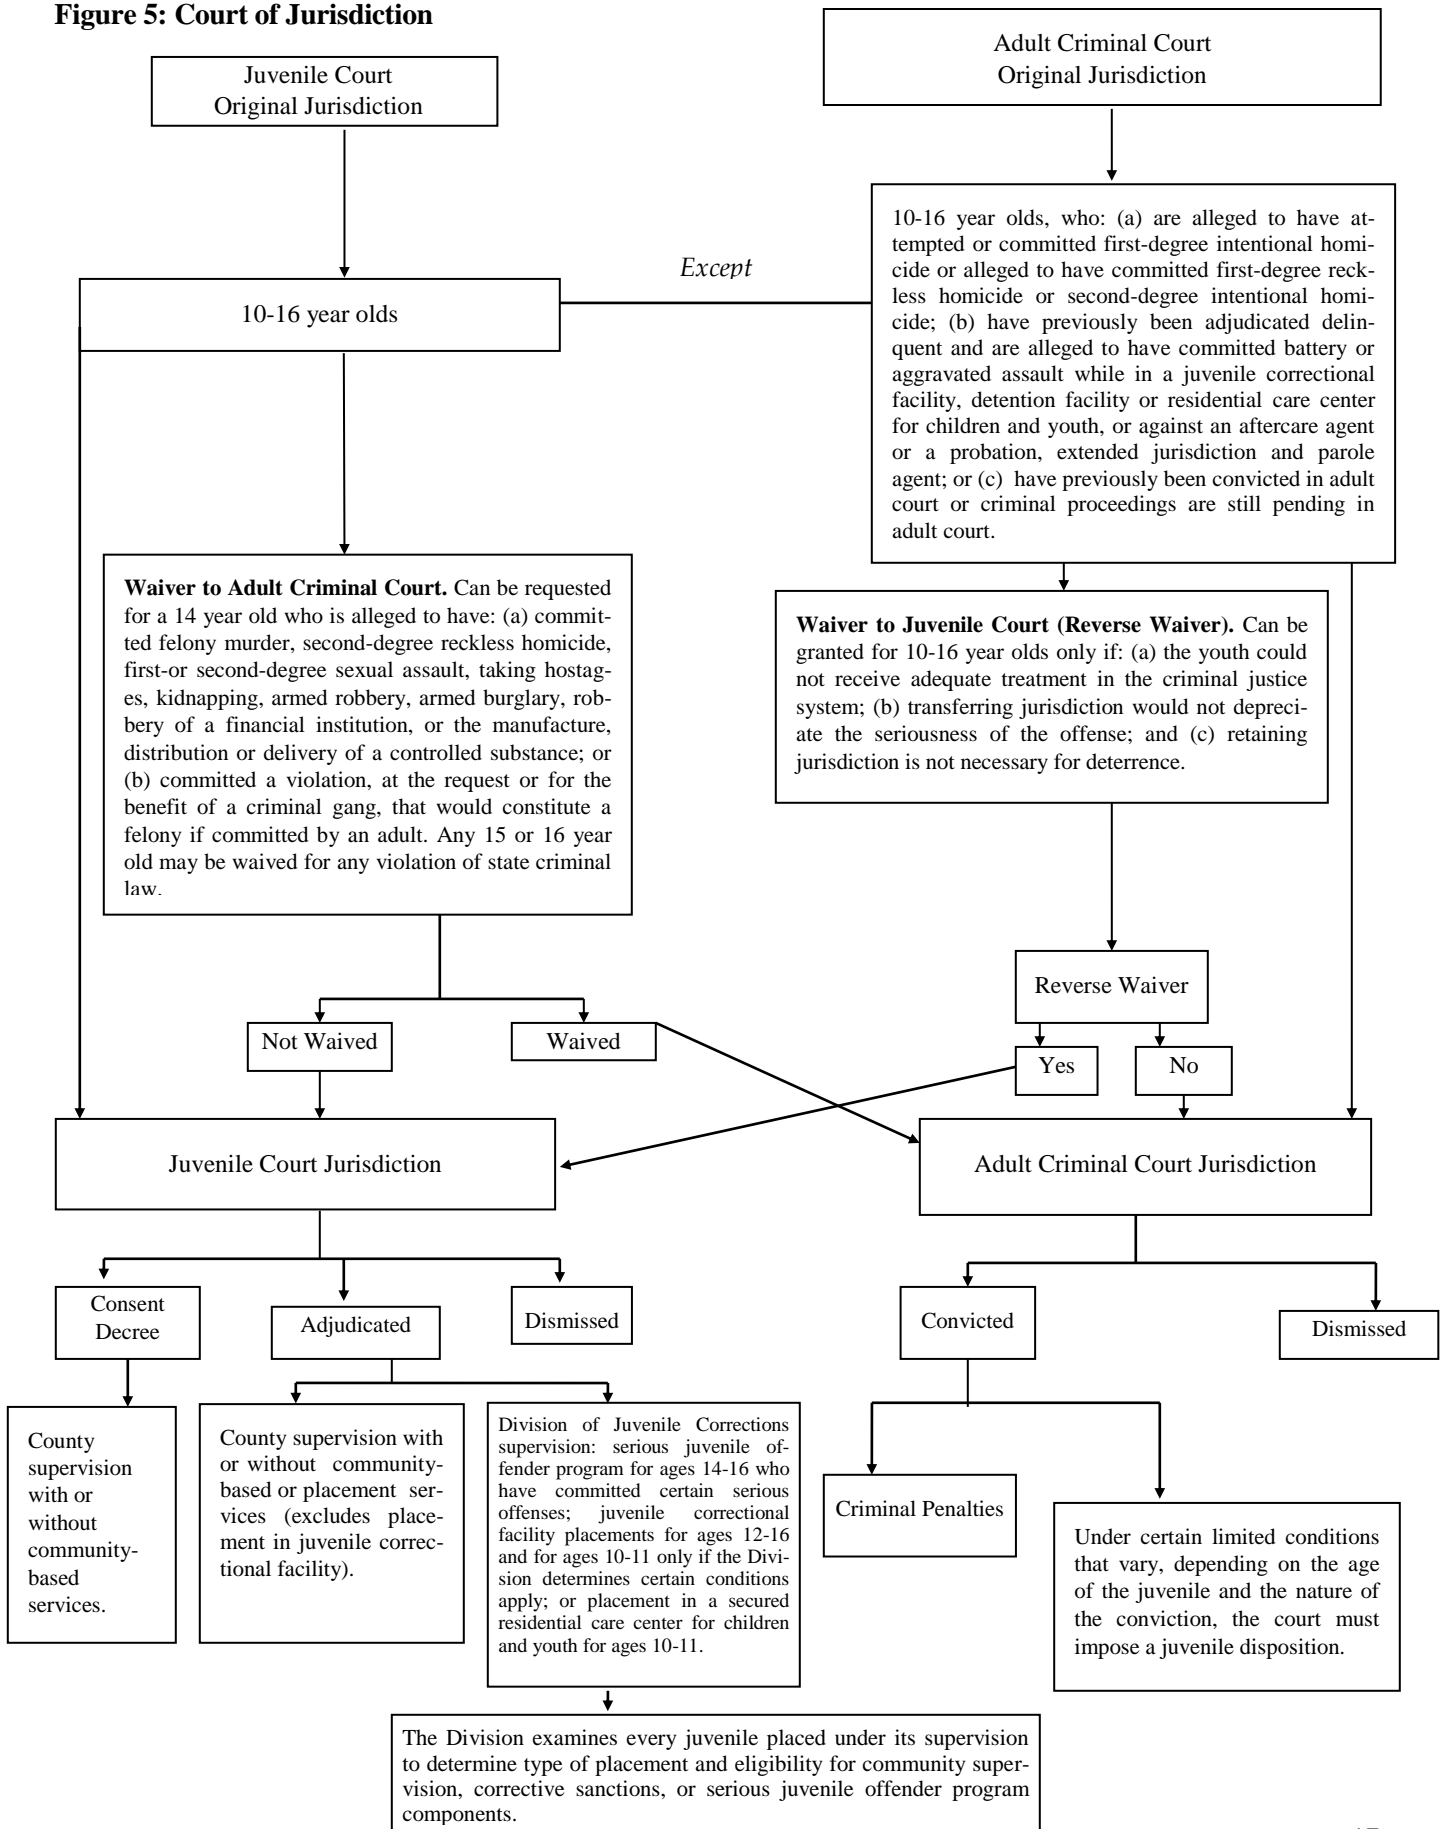 Figure 5: Court of Jurisdiction
Juvenile Court
Original Jurisdiction
Adult Criminal Court
Original Jurisdiction
10-16 year olds
Except
10-16 year olds, who: (a) are alleged to have at-
tempted or committed first-degree intentional homi-
cide or alleged to have committed first-degree reck-
less homicide or second-degree intentional homi-
cide; (b) have previously been adjudicated delin-
quent and are alleged to have committed battery or
aggravated assault while in a juvenile correctional
facility, detention facility or residential care center
for children and youth, or against an aftercare agent
or a probation, extended jurisdiction and parole
agent; or (c) have previously been convicted in adult
court or criminal proceedings are still pending in
adult court.
Waiver to Adult Criminal Court. Can be requested
for a 14 year old who is alleged to have: (a) commit-
ted felony murder, second-degree reckless homicide,
first-or second-degree sexual assault, taking hostag-
es, kidnapping, armed robbery, armed burglary, rob-
bery of a financial institution, or the manufacture,
distribution or delivery of a controlled substance; or
(b) committed a violation, at the request or for the
benefit of a criminal gang, that would constitute a
felony if committed by an adult. Any 15 or 16 year
old may be waived for any violation of state criminal
law.
Waiver to Juvenile Court (Reverse Waiver). Can be
granted for 10-16 year olds only if: (a) the youth could
not receive adequate treatment in the criminal justice
system; (b) transferring jurisdiction would not depreci-
ate the seriousness of the offense; and (c) retaining
jurisdiction is not necessary for deterrence.
Reverse Waiver
Not Waived
Waived
Yes
No
Juvenile Court Jurisdiction
Adult Criminal Court Jurisdiction
Consent
Decree
Adjudicated
Dismissed
Convicted
Dismissed
County
supervision
with or
without
community-
based
services.
County supervision with
or without community-
based or placement ser-
vices (excludes place-
ment in juvenile correc-
tional facility).
Division of Juvenile Corrections
supervision: serious juvenile of-
fender program for ages 14-16 who
have committed certain serious
offenses; juvenile correctional
facility placements for ages 12-16
and for ages 10-11 only if the Divi-
sion determines certain conditions
apply; or placement in a secured
residential care center for children
and youth for ages 10-11.
Criminal Penalties
Under certain limited conditions
that vary, depending on the age
of the juvenile and the nature of
the conviction, the court must
impose a juvenile disposition.
The Division examines every juvenile placed under its supervision
to determine type of placement and eligibility for community super-
vision, corrective sanctions, or serious juvenile offender program
components.